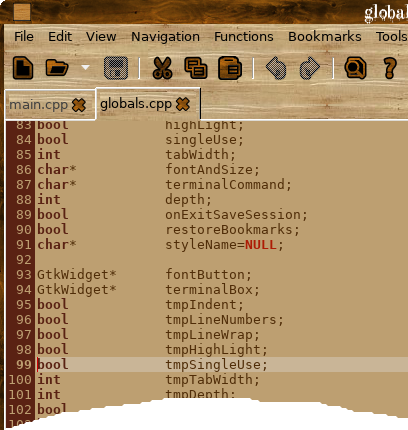 globals
File Edit View Navigation Functions Bookmarks Tools
main.cpp globals.cpp
83 bool highLight;
84 bool singleUse;
85 int tabWidth;
86 char* fontAndSize;
87 char* terminalCommand;
88 int depth;
89 bool onExitSaveSession;
90 bool restoreBookmarks;
91 char* styleName=NULL;
92
93 GtkWidget* fontButton;
94 GtkWidget* terminalBox;
95 bool tmpIndent;
96 bool tmpLineNumbers;
97 bool tmpLineWrap;
98 bool tmpHighLight;
99 bool tmpSingleUse;
100 int tmpTabWidth;
101 int tmpDepth;
102 bool